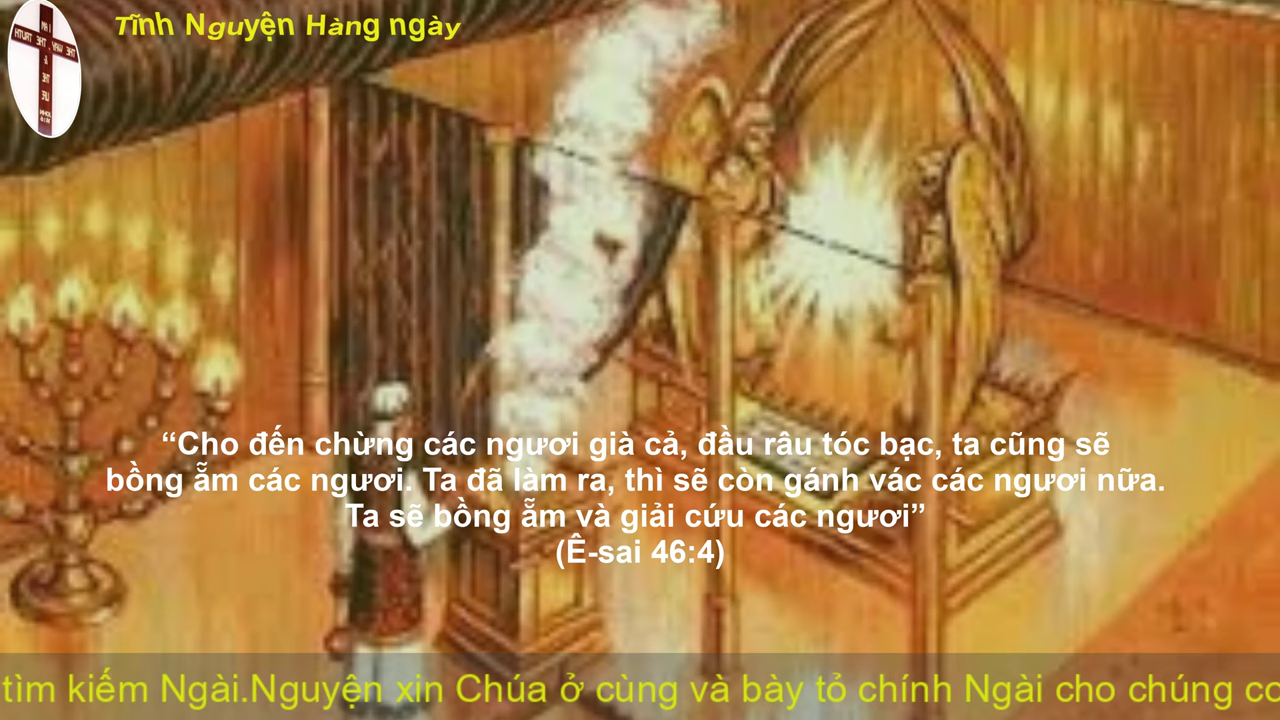 Tĩnh Nguyện Hàng ngày
“Cho đến chừng các ngươi già cả, đầu râu tóc bạc, ta cũng sẽ
bồng ẵm các ngươi. Ta đã làm ra, thì sẽ còn gánh vác các ngươi nữa.
Ta sẽ bồng ẵm và giải cứu các ngươi”
(Ê-sai 46:4)
tìm kiếm Ngài.Nguyện xin Chúa ở cùng và bày tỏ chính Ngài cho chúng co